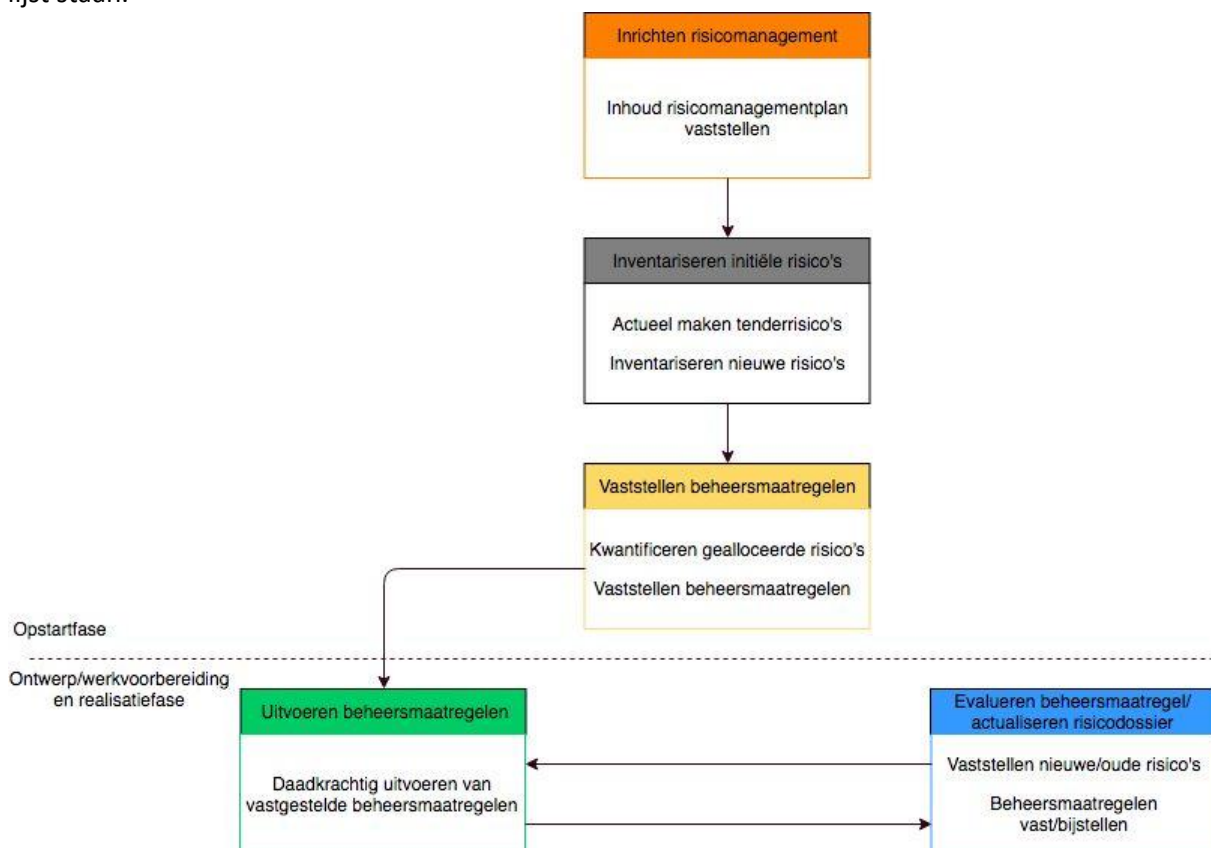 lijst staan.
Inrichten risicomanagement
Inhoud risicomanagementplan
vaststellen
Inventariseren initiële risico's
Actueel maken tenderrisico's
Inventariseren nieuwe risico's
Vaststellen beheersmaatregelen
Kwantificeren gealloceerde risico's
Vaststellen beheersmaatregelen
Opstartfase
Ontwerp/werkvoorbereiding
en realisatiefase
Uitvoeren beheersmaatregelen
Daadkrachtig uitvoeren van
vastgestelde beheersmaatregelen
Evalueren beheersmaatregel/
actualiseren risicodossier
Vaststellen nieuwe/oude risico's
Beheersmaatregelen
vast/bijstellen